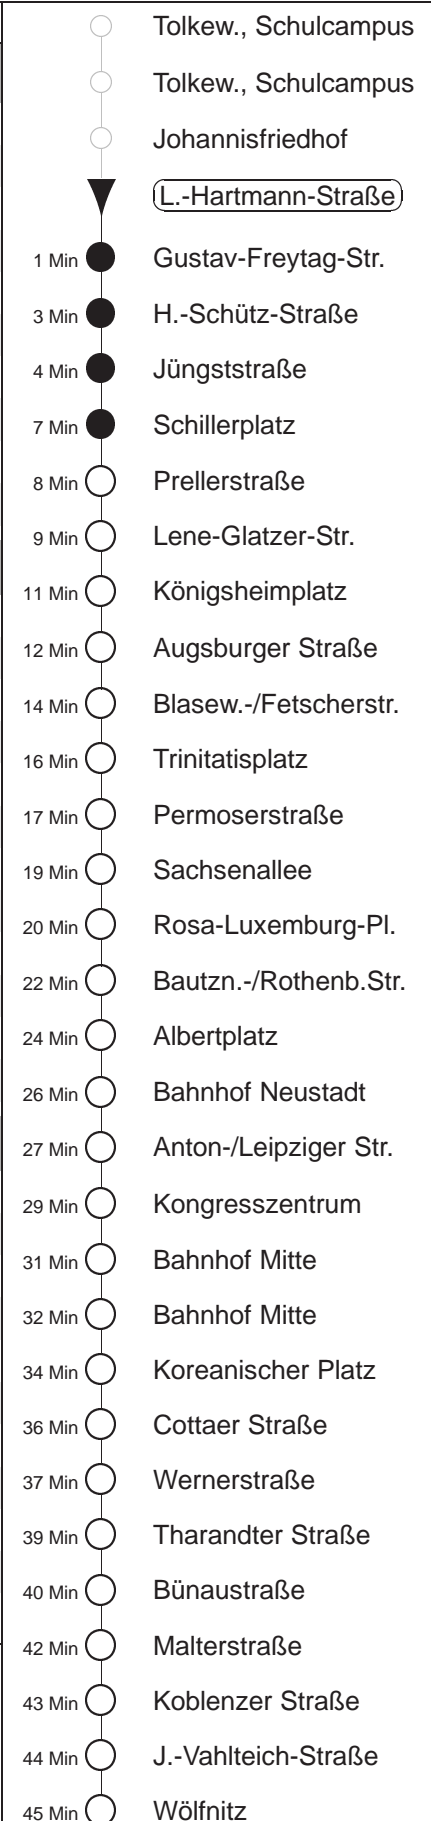 Tolkew., Schulcampus
Tolkew., Schulcampus
Johannisfriedhof
L.-Hartmann-Straße
1 Min Gustav-Freytag-Str.
3 Min H.-Schütz-Straße
4 Min Jüngststraße
7 Min Schillerplatz
8 Min Prellerstraße
9 Min Lene-Glatzer-Str.
11 Min Königsheimplatz
12 Min Augsburger Straße
14 Min Blasew.-/Fetscherstr.
16 Min Trinitatisplatz
17 Min Permoserstraße
19 Min Sachsenallee
20 Min Rosa-Luxemburg-Pl.
22 Min Bautzn.-/Rothenb.Str.
24 Min Albertplatz
26 Min Bahnhof Neustadt
27 Min Anton-/Leipziger Str.
29 Min Kongresszentrum
31 Min Bahnhof Mitte
32 Min Bahnhof Mitte
34 Min Koreanischer Platz
36 Min Cottaer Straße
37 Min Wernerstraße
39 Min Tharandter Straße
40 Min Bünaustraße
42 Min Malterstraße
43 Min Koblenzer Straße
44 Min J.-Vahlteich-Straße
45 Min Wölfnitz